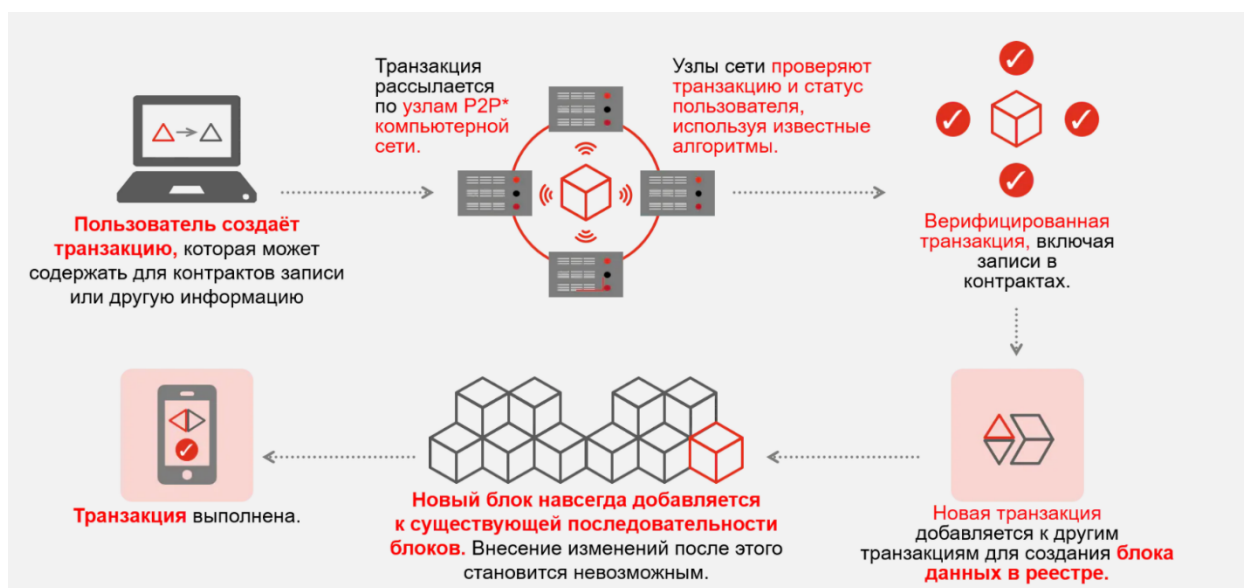 Пользователь создаёт
транзакцию, которая может
содержать для контрактов записи
или другую информацию
Транзакция
рассылается
по узлам P2P*
компьютерной
сети.
Узлы сети проверяют
транзакцию и статус
пользователя,
используя известные
алгоритмы.
Верифицированная
транзакция, включая
записи в
контрактах.
Новая транзакция
добавляется к другим
транзакциям для создания блока
данных в реестре.
Новый блок навсегда добавляется
к существующей последовательности
блоков. Внесение изменений после этого
становится невозможным.
Транзакция выполнена.